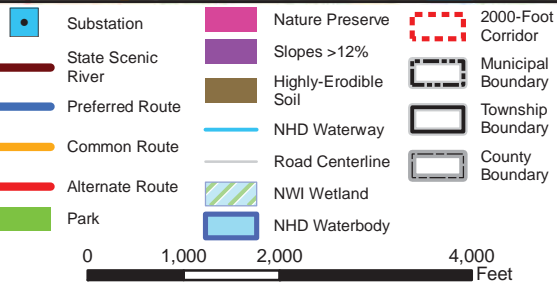 Substation
State Scenic
River
Preferred Route
Common Route
Alternate Route
Park
Nature Preserve
Slopes >12%
Highly-Erodible
Soil
NHD Waterway
Road Centerline
NWI Wetland
NHD Waterbody
2000-Foot
Corridor
Municipal
Boundary
Township
Boundary
County
Boundary
0 1,000 2,000 4,000
Feet